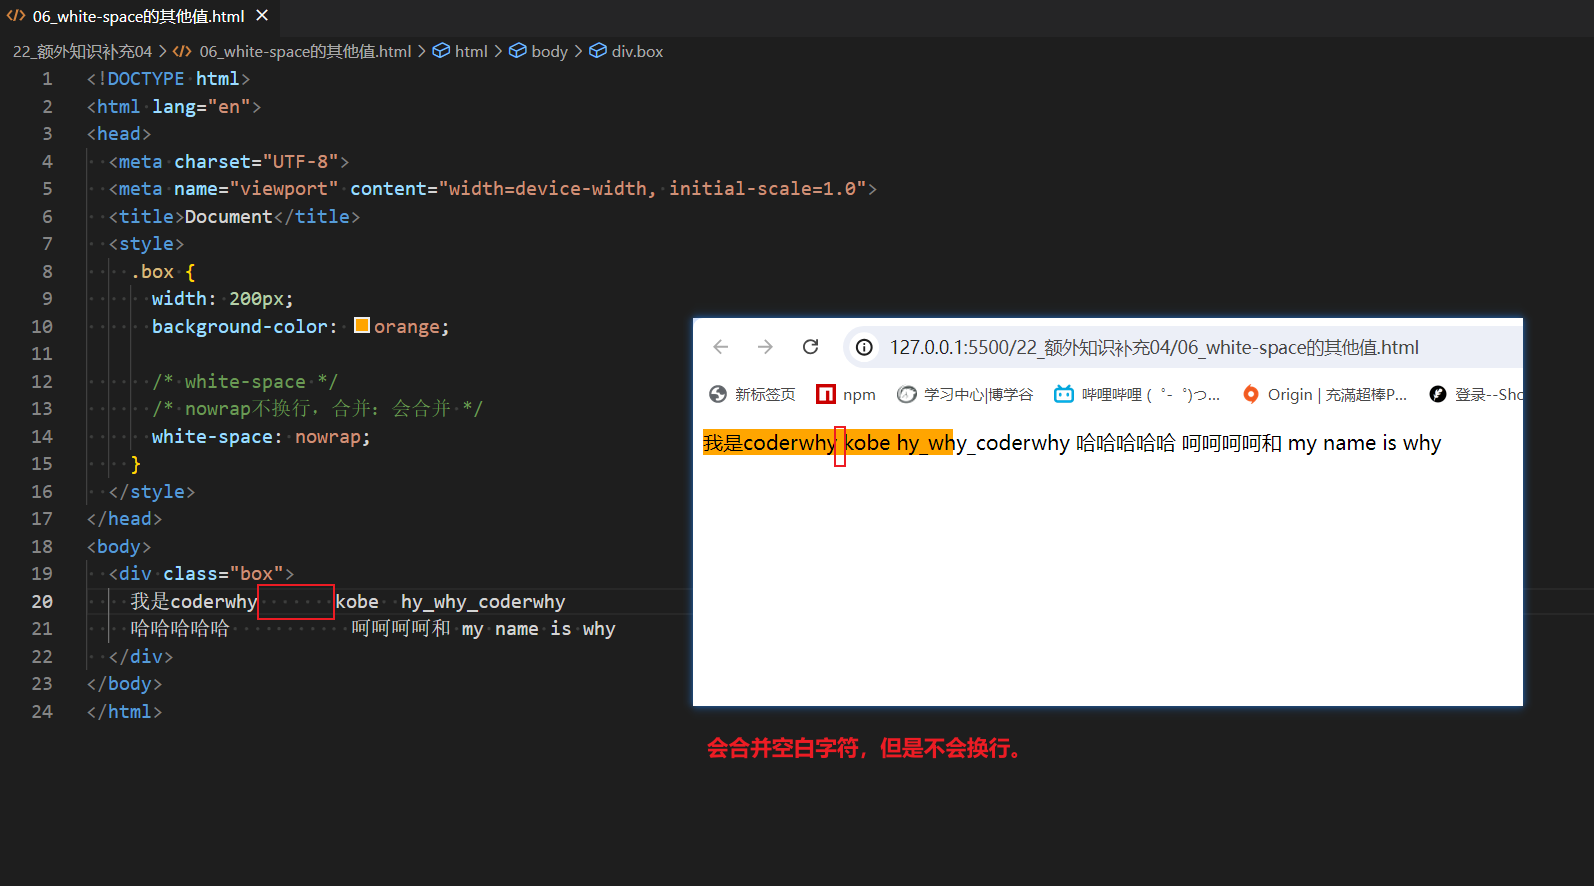 06_white-space的其他值.html
22_额外知识补充04 > 06_white-space的其他值.html > html > body > div.box
1 <!DOCTYPE html>
2 <html lang="en">
3 <head>
4 <meta charset="UTF-8">
5 <meta name="viewport" content="width=device-width, initial-scale=1.0">
6 <title>Document</title>
7 <style>
8 .box {
9 width: 200px;
10 background-color: orange;
11
12 /* white-space */
13 /* nowrap不换行，合并：会合并 */
14 white-space: nowrap;
15 }
16 </style>
17 </head>
18 <body>
19 <div class="box">
20 我是coderwhy       kobe  hy_why_coderwhy
21 哈哈哈哈哈           呵呵呵呵和 my name is why
22 </div>
23 </body>
24 </html>
127.0.0.1:5500/22_额外知识补充04/06_white-space的其他值.html
新标签页 npm 学习中心|博学谷 哔哩哔哩 ( ゜- ゜)つ... Origin | 充满超棒P... 登录--Sho
我是coderwhy kobe hy_why_coderwhy 哈哈哈哈哈 呵呵呵呵和 my name is why
会合并空白字符，但是不会换行。